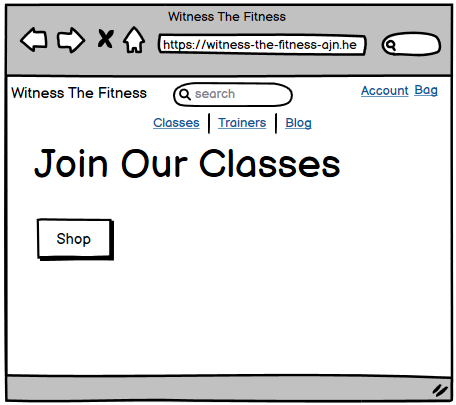 Witness The Fitness
https://witness-the-fitness-ajn.he
Witness The Fitness
search
Account Bag
Classes Trainers Blog
Join Our Classes
Shop